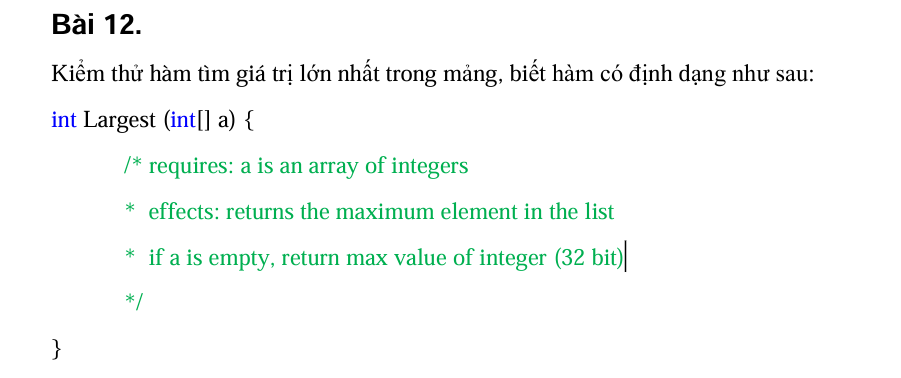 Bài 12.
Kiểm thử hàm tìm giá trị lớn nhất trong mảng, biết hàm có định dạng như sau:
int Largest (int[] a) {
/* requires: a is an array of integers
* effects: returns the maximum element in the list
* if a is empty, return max value of integer (32 bit)
*/
}